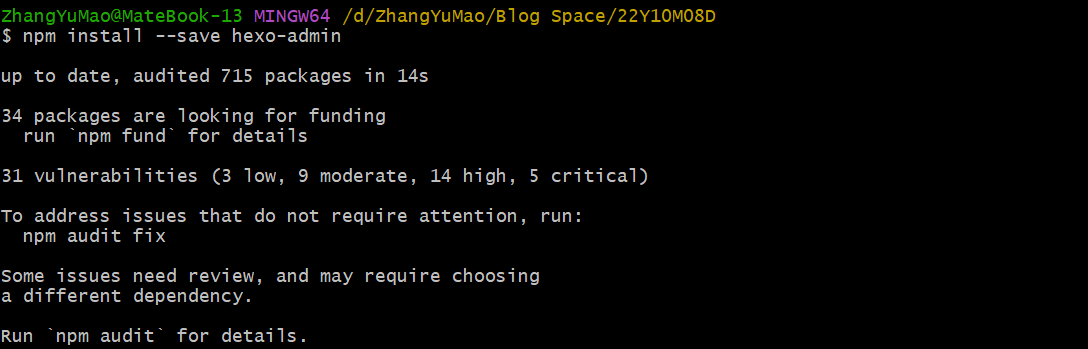 ZhangYuMao@MateBook-13 MINGW64 /d/ZhangYuMao/Blog Space/22Y10M08D
$ npm install --save hexo-admin
up to date, audited 715 packages in 14s
34 packages are looking for funding
  run `npm fund` for details
31 vulnerabilities (3 low, 9 moderate, 14 high, 5 critical)
To address issues that do not require attention, run:
  npm audit fix
Some issues need review, and may require choosing
a different dependency.
Run `npm audit` for details.